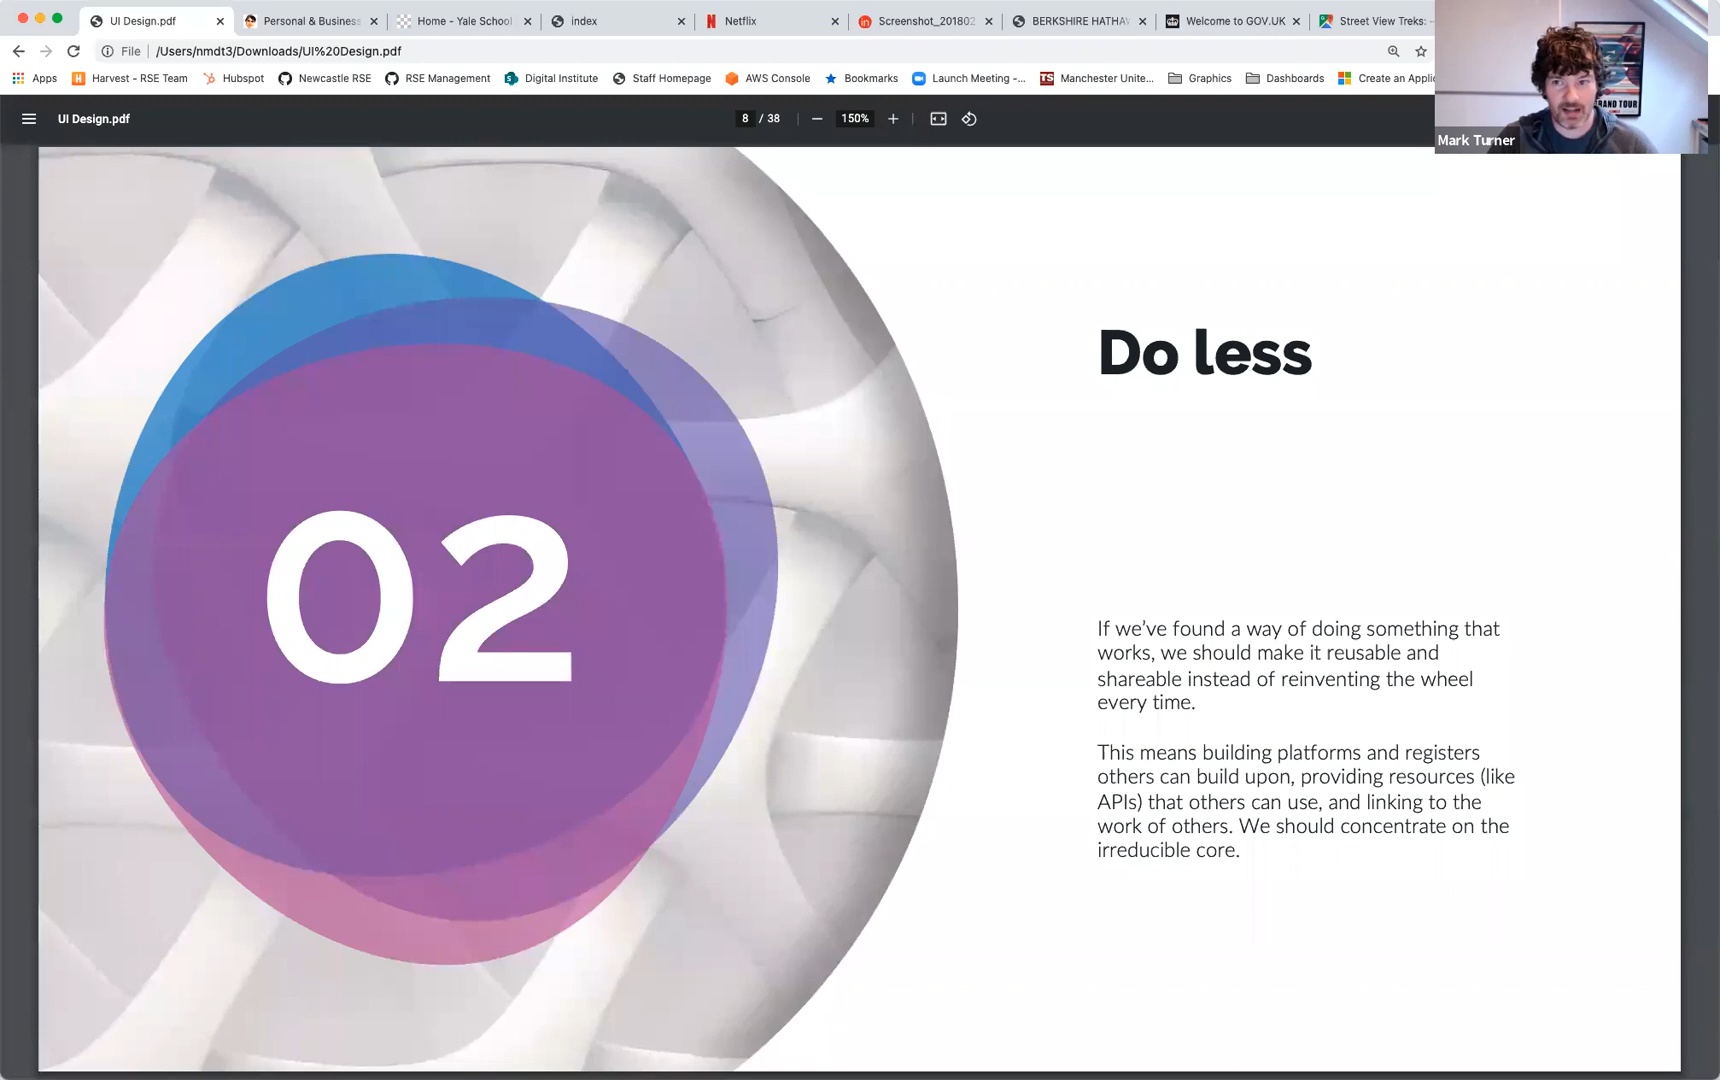 UI Design.pdf
Personal & Business
Home - Yale School
index
Netflix
Screenshot_201802
BERKSHIRE HATHAW
Welcome to GOV.UK
Street View Treks:
File
/Users/nmdt3/Downloads/UI%20Design.pdf
Apps
Harvest - RSE Team
Hubspot
Newcastle RSE
RSE Management
Digital Institute
Staff Homepage
AWS Console
Bookmarks
Launch Meeting -...
TS
Manchester Unite...
Graphics
Dashboards
Create an Applic
UI Design.pdf
8 / 38
150%
RAND TOUR
Mark Turner
Do less
02
If we’ve found a way of doing something that
works, we should make it reusable and
shareable instead of reinventing the wheel
every time.
This means building platforms and registers
others can build upon, providing resources (like
APIs) that others can use, and linking to the
work of others. We should concentrate on the
irreducible core.